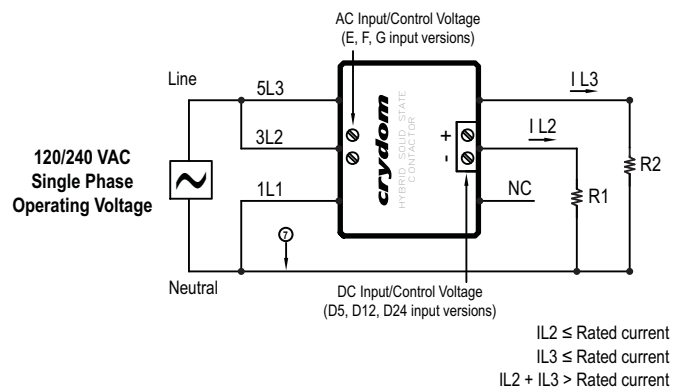 AC Input/Control Voltage
(E, F, G input versions)
Line
5L3
I L3
3L2
+
I L2
120/240 VAC
Single Phase
Operating Voltage
crydom
HYBRID SOLID STATE
CONTACTOR
-
R2
1L1
NC
R1
7
Neutral
DC Input/Control Voltage
(D5, D12, D24 input versions)
IL2 ≤ Rated current
IL3 ≤ Rated current
IL2 + IL3 > Rated current